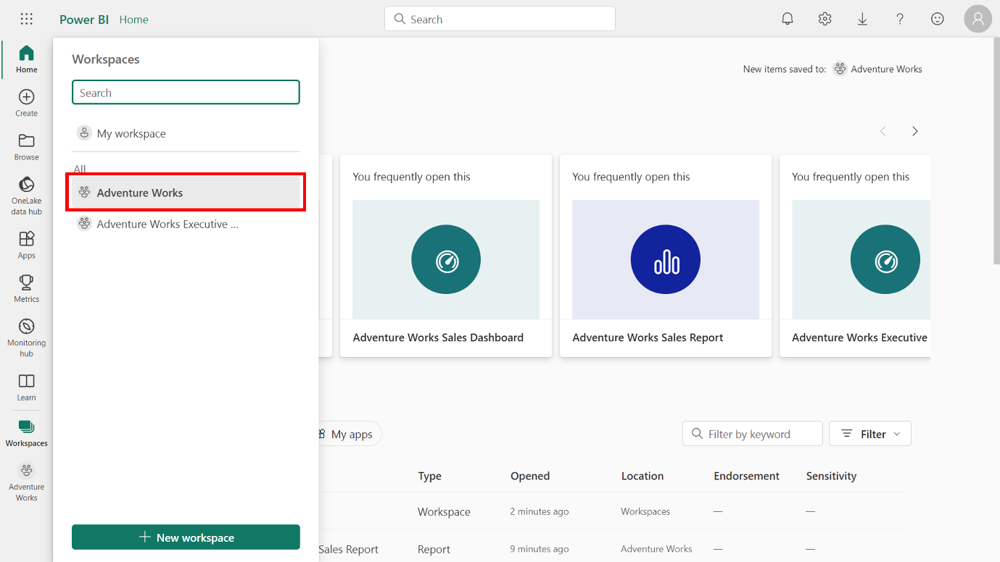 Power BI Home
Search
Home
Create
Browse
OneLake
data hub
Apps
Metrics
Monitoring
hub
Learn
Workspaces
Adventure
Works
Workspaces
Search
My workspace
All
Adventure Works
Adventure Works Executive ...
New workspace
New items saved to: Adventure Works
You frequently open this
Adventure Works Sales Dashboard
You frequently open this
Adventure Works Sales Report
You frequently open this
Adventure Works Executive
My apps
Filter by keyword
Filter
Type Opened Location Endorsement Sensitivity
Workspace 2 minutes ago Workspaces — —
Sales Report Report 9 minutes ago Adventure Works — —